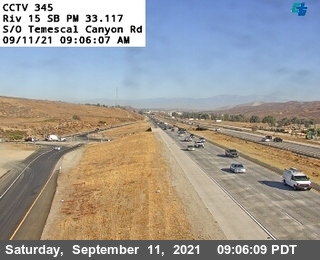 CCTV 345
Riv 15 SB PM 33.117
S/O Temescal Canyon Rd
09/11/21 09:06:07 AM
Saturday, September 11, 2021 09:06:09 PDT